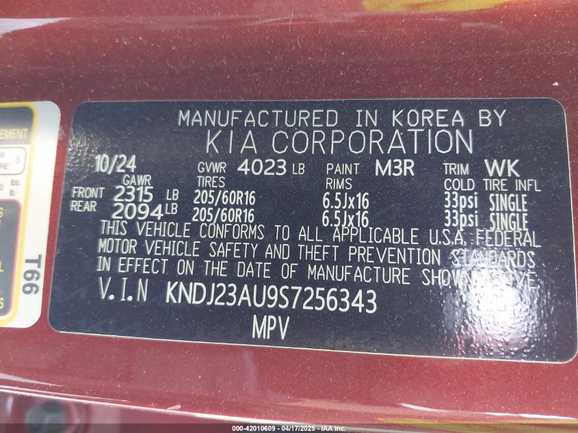 MANUFACTURED IN KOREA BY
KIA CORPORATION
10/24 GVWR 4023 LB PAINT M3R TRIM WK
GAWR TIRES RIMS COLD TIRE INFL
FRONT 2315 LB 205/60R16 6.5Jx16 33psi SINGLE
REAR 2094 LB 205/60R16 6.5Jx16 33psi SINGLE
THIS VEHICLE CONFORMS TO ALL APPLICABLE U.S.A. FEDERAL
MOTOR VEHICLE SAFETY AND THEFT PREVENTION STANDARDS
IN EFFECT ON THE DATE OF MANUFACTURE SHOWN ABOVE.
V.I.N KNDJ23AU9S7256343
MPV
T66
000-42010609 - 04/17/2025 - IAA Inc.